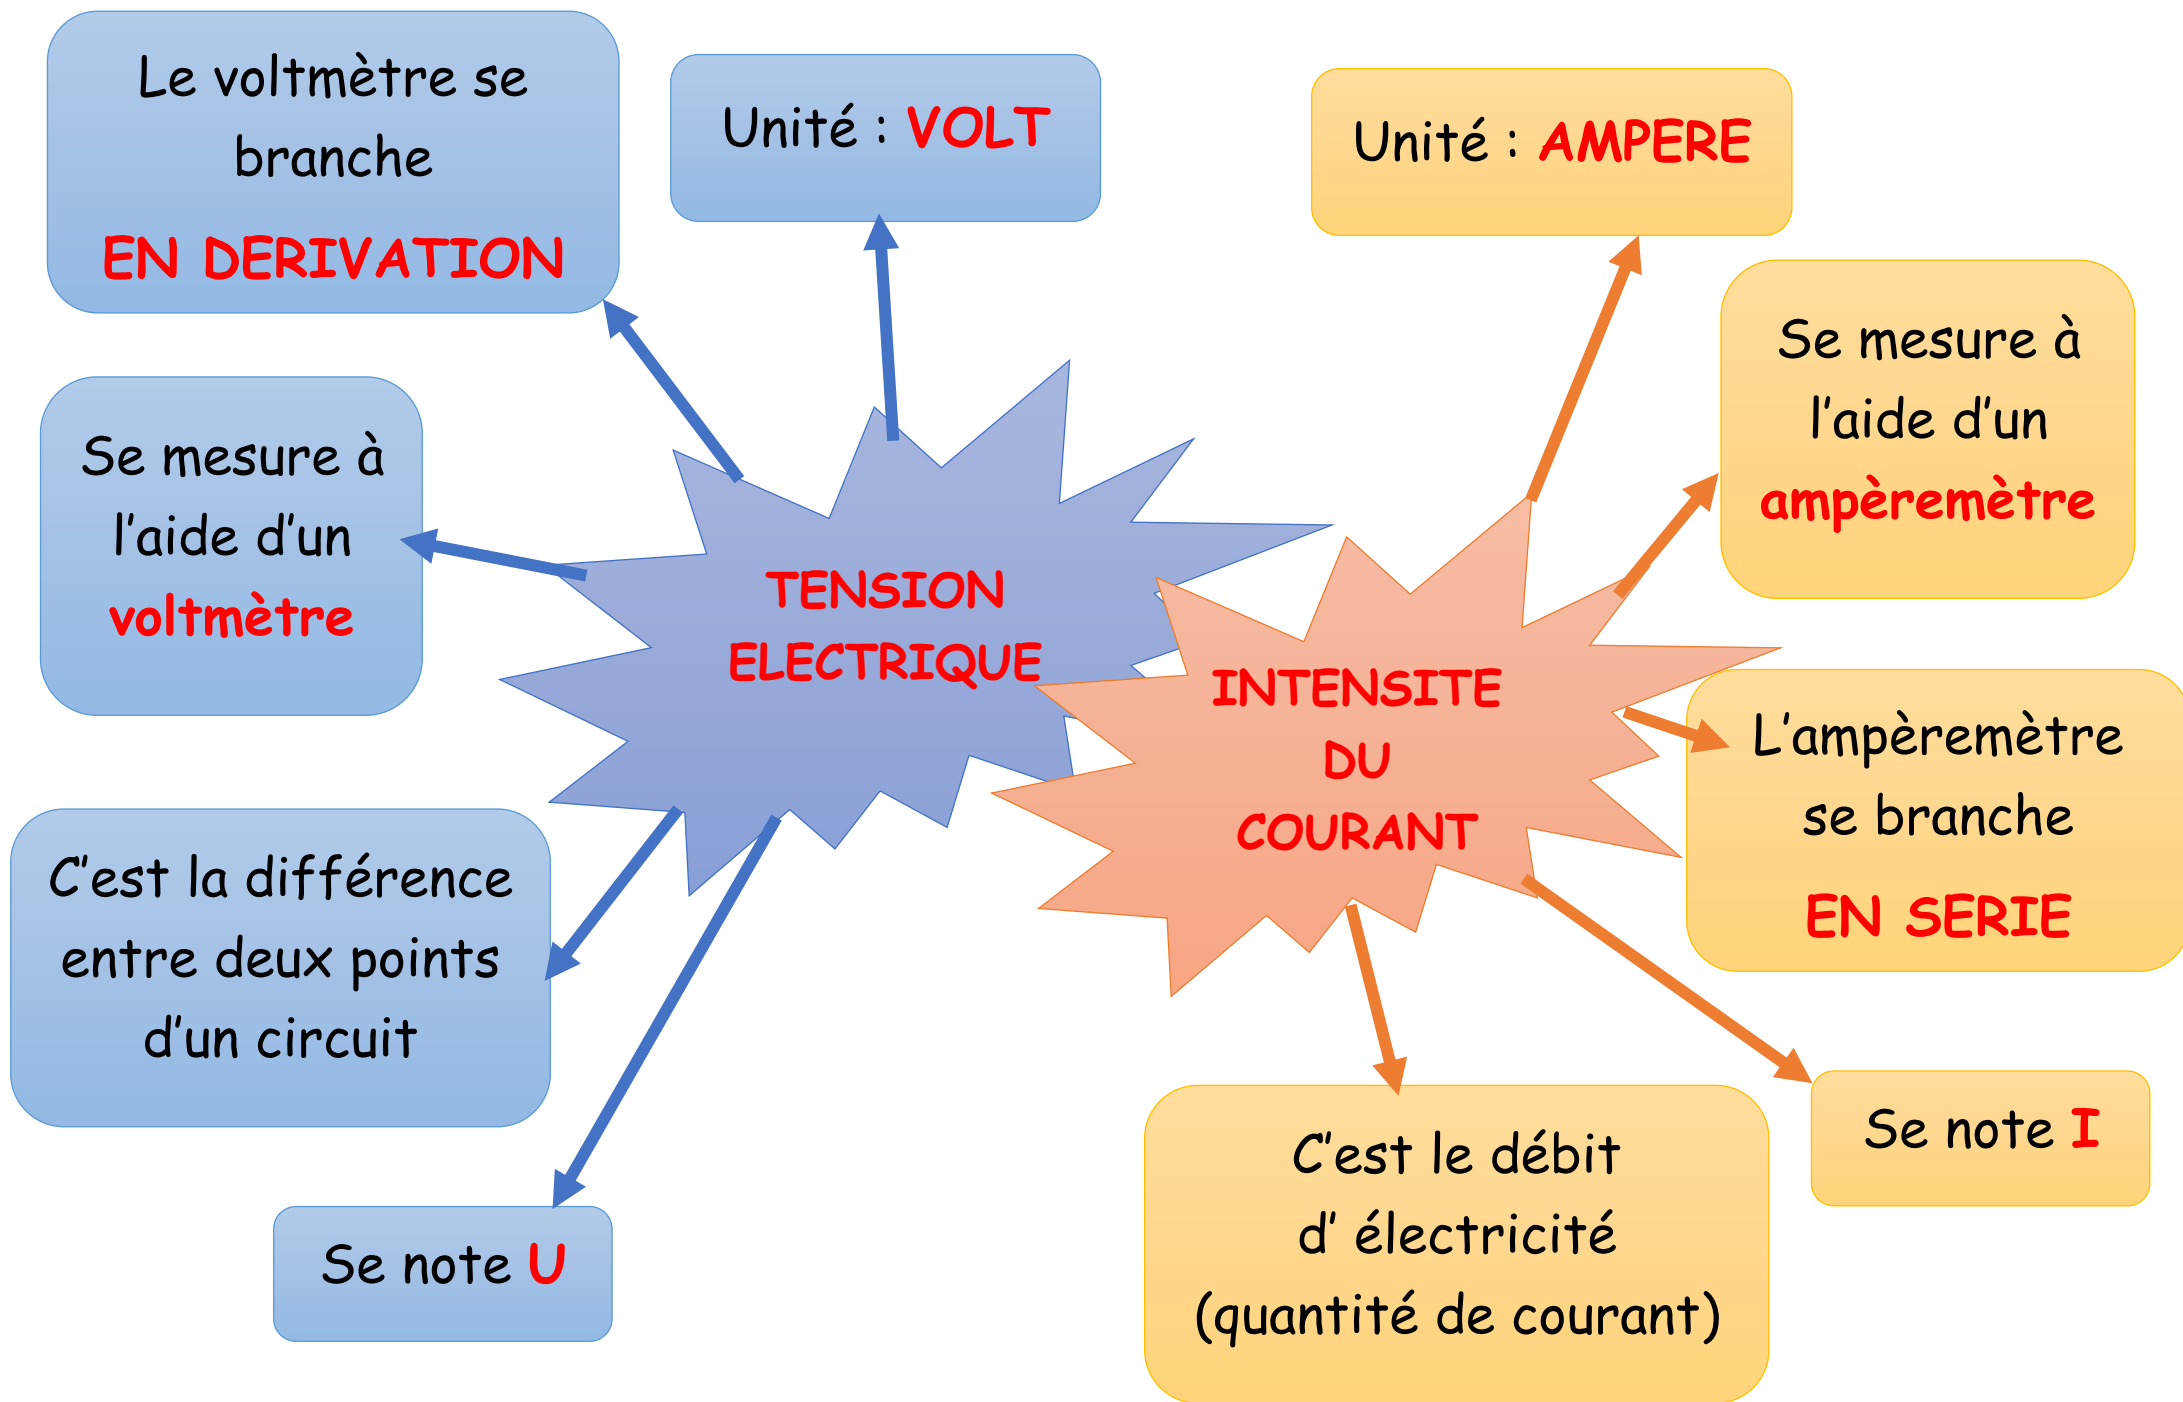 Le voltmètre se
branche
EN DERIVATION
Unité : VOLT
Unité : AMPERE
Se mesure à
l'aide d'un
ampèremètre
Se mesure à
l'aide d'un
voltmètre
TENSION
ELECTRIQUE
INTENSITE
DU
COURANT
L'ampèremètre
se branche
EN SERIE
C'est la différence
entre deux points
d'un circuit
Se note U
C'est le débit
d' électricité
(quantité de courant)
Se note I